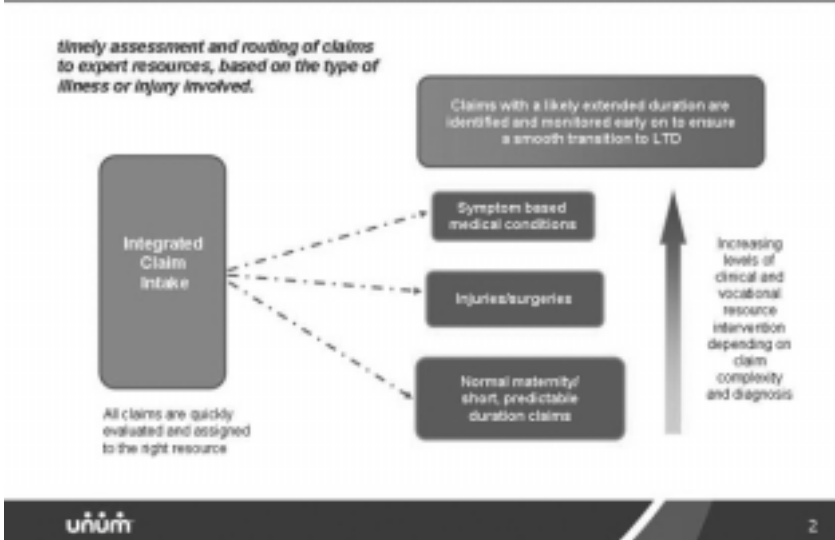 timely assessment and routing of claims
to expert resources, based on the type of
illness or injury involved.
Claims with a likely extended duration are
identified and monitored early on to ensure
a smooth transition to LTD
Integrated
Claim
Intake
Symptom based
medical conditions
Injuries/surgeries
Normal maternity/
short, predictable
duration claims
Increasing
levels of
clinical and
vocational
resource
intervention
depending on
claim
complexity
and diagnosis
All claims are quickly
evaluated and assigned
to the right resource
unum
2